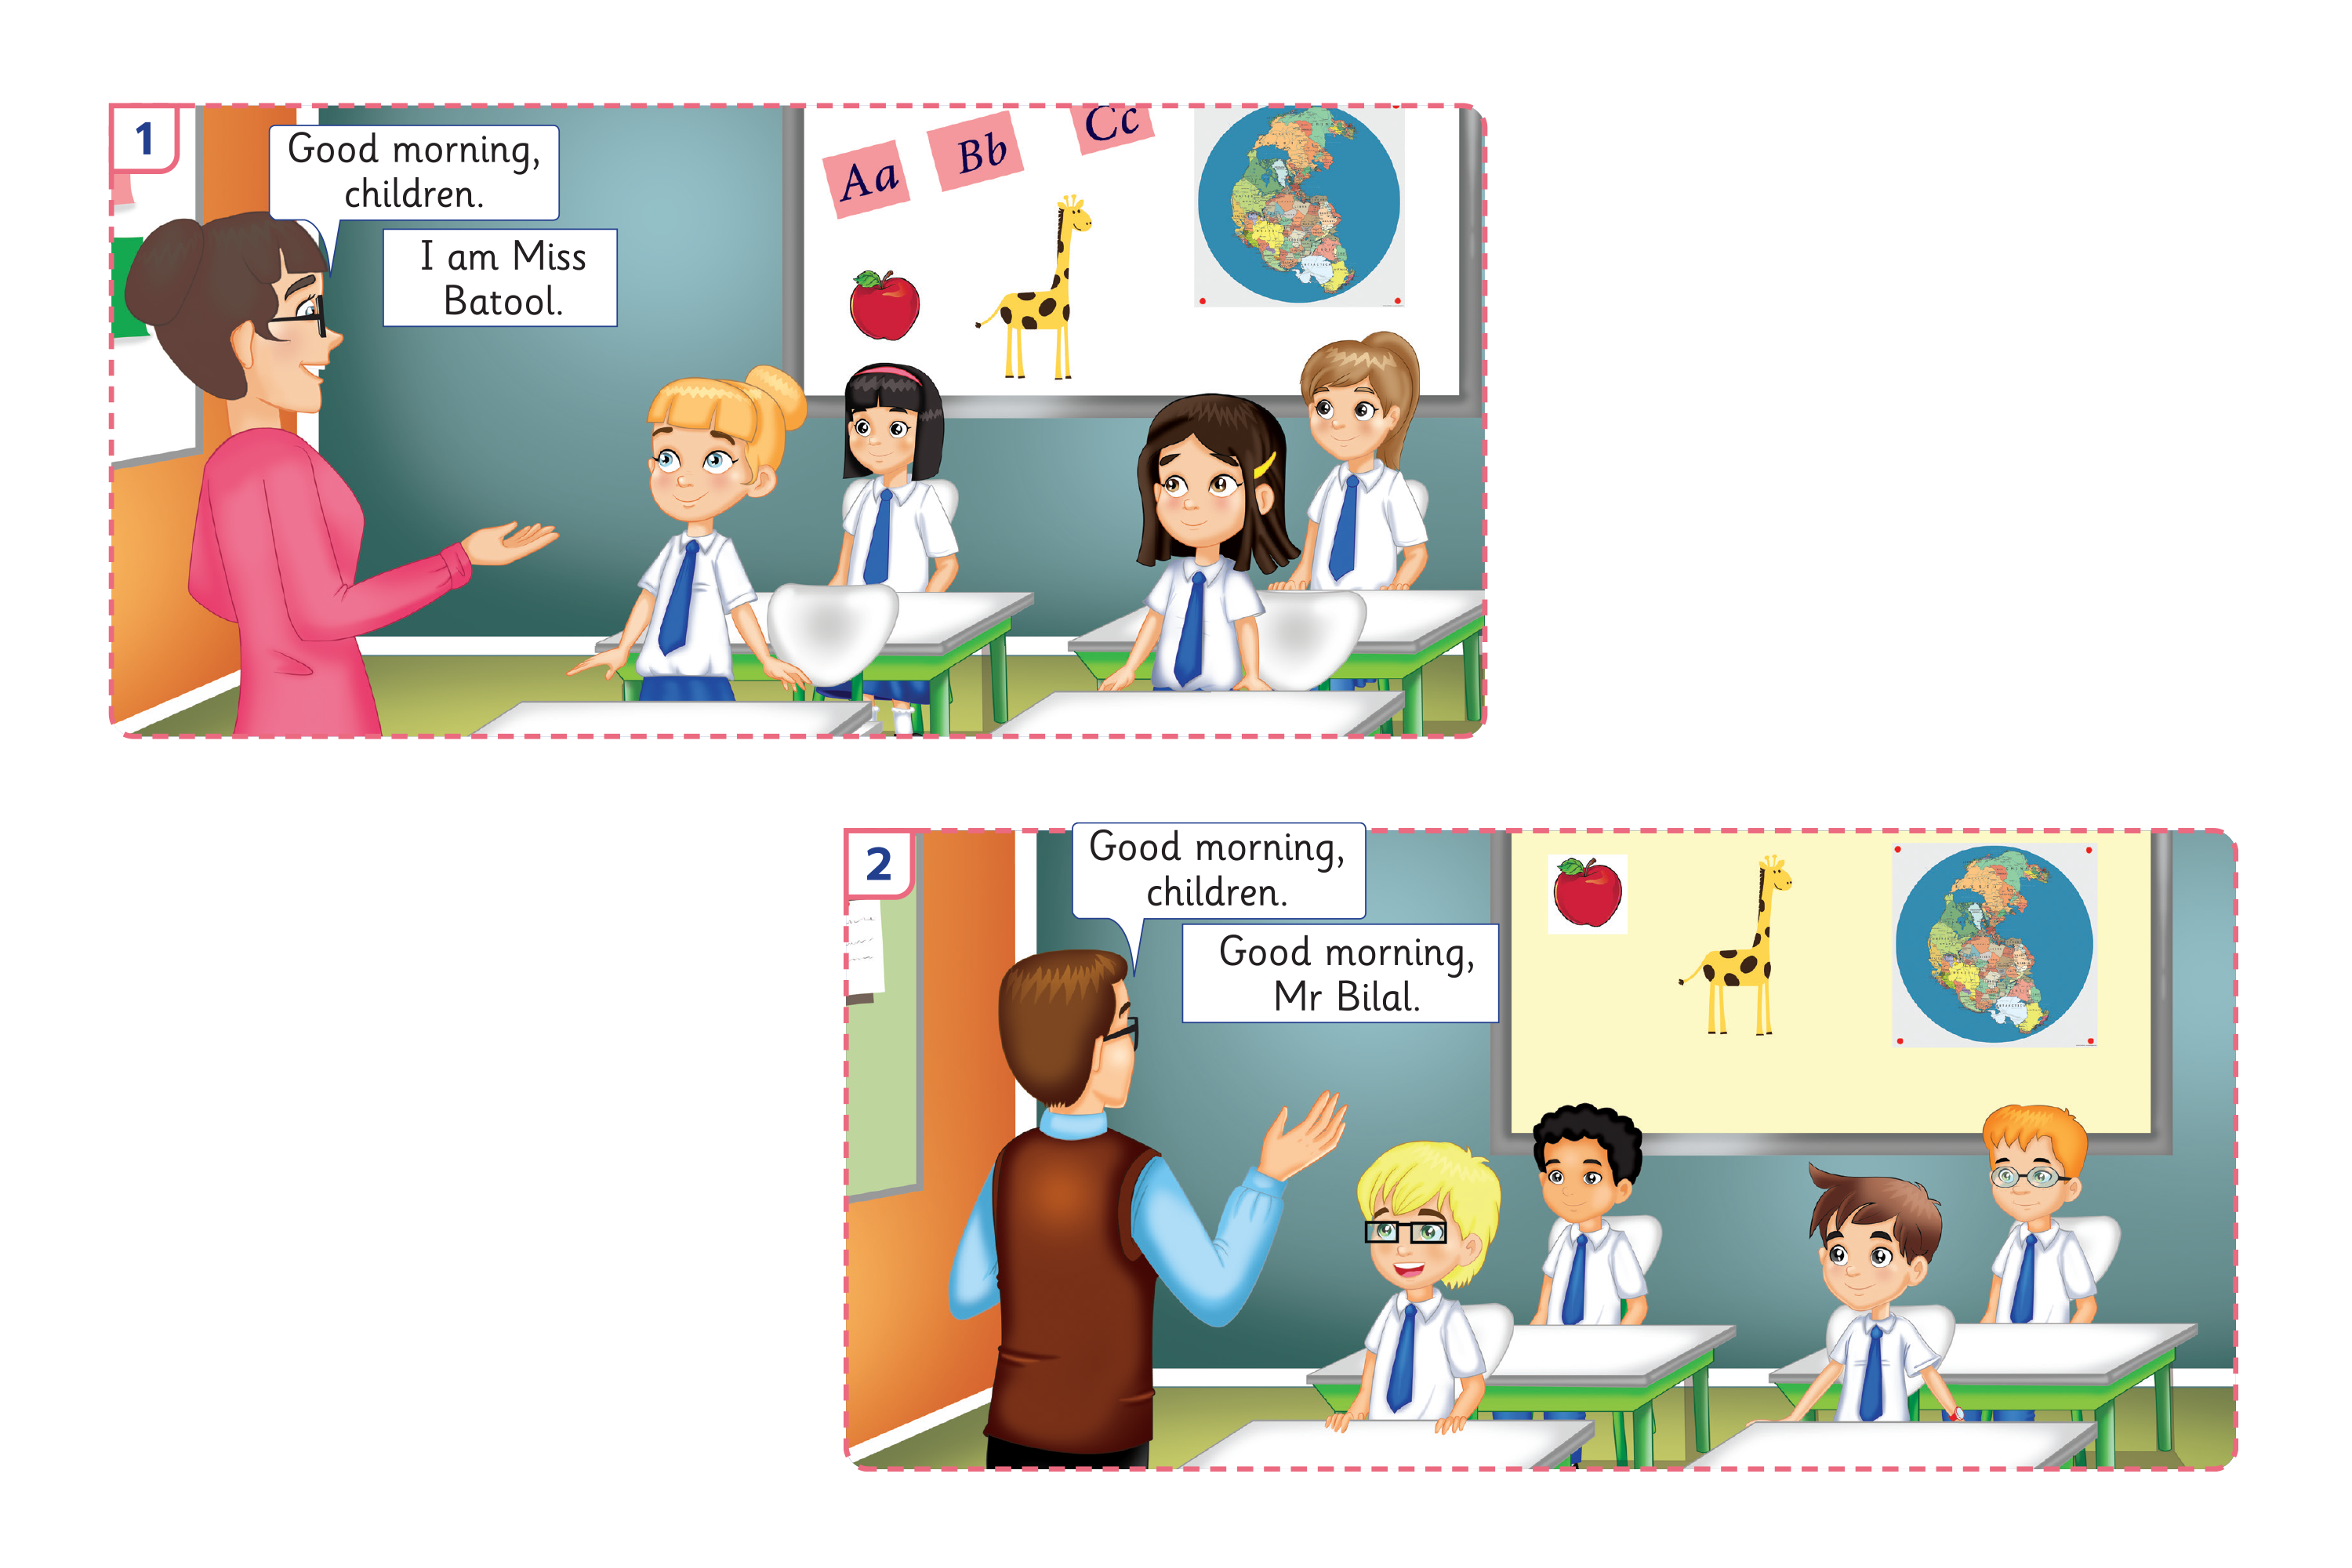 1
Good morning,
children.
I am Miss
Batool.
Aa
Bb
Cc
2
Good morning,
children.
Good morning,
Mr Bilal.